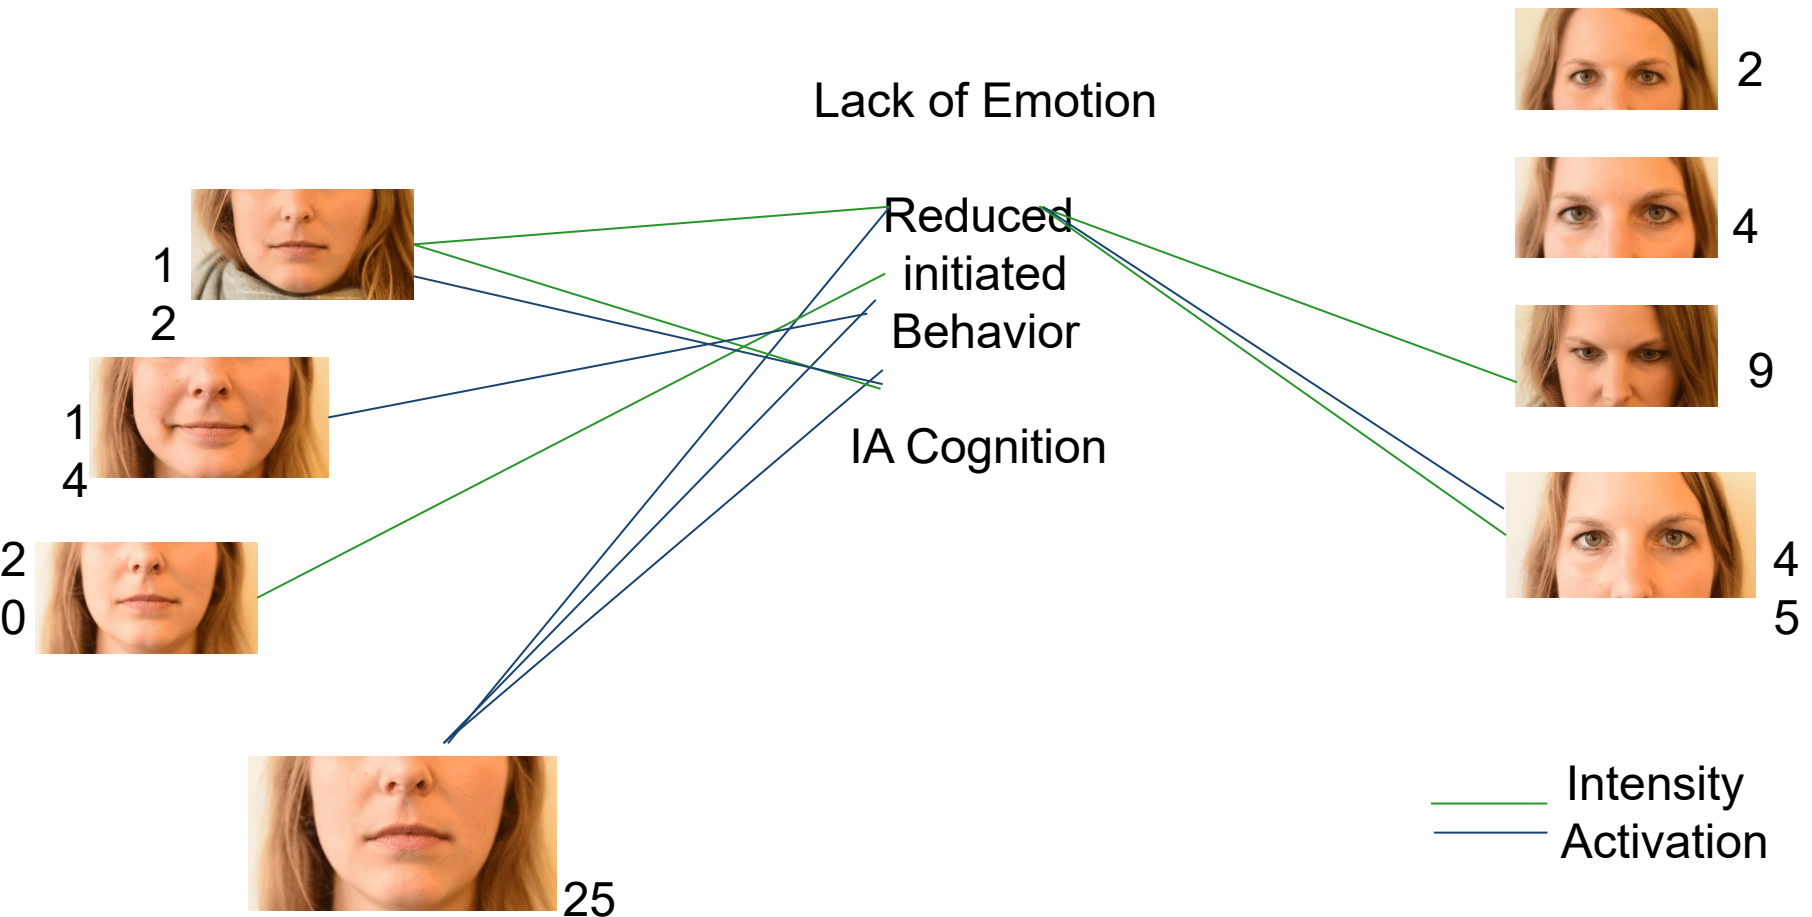 Lack of Emotion
Reduced
initiated
Behavior
IA Cognition
1
2
1
4
2
0
25
2
4
9
4
5
Intensity
Activation